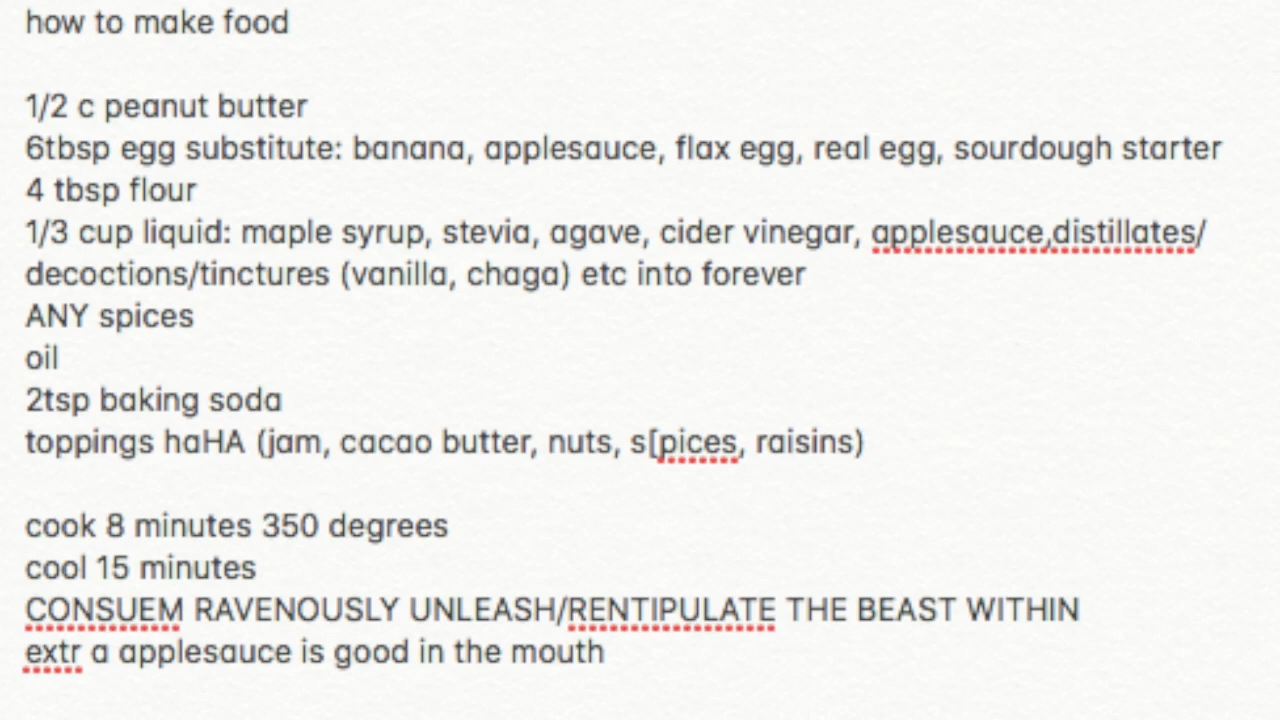 how to make food
1/2 c peanut butter
6tbsp egg substitute: banana, applesauce, flax egg, real egg, sourdough starter
4 tbsp flour
1/3 cup liquid: maple syrup, stevia, agave, cider vinegar, applesauce,distillates/
decoctions/tinctures (vanilla, chaga) etc into forever
ANY spices
oil
2tsp baking soda
toppings haHA (jam, cacao butter, nuts, s[pices, raisins)
cook 8 minutes 350 degrees
cool 15 minutes
CONSUEM RAVENOUSLY UNLEASH/RENTIPULATE THE BEAST WITHIN
extr a applesauce is good in the mouth